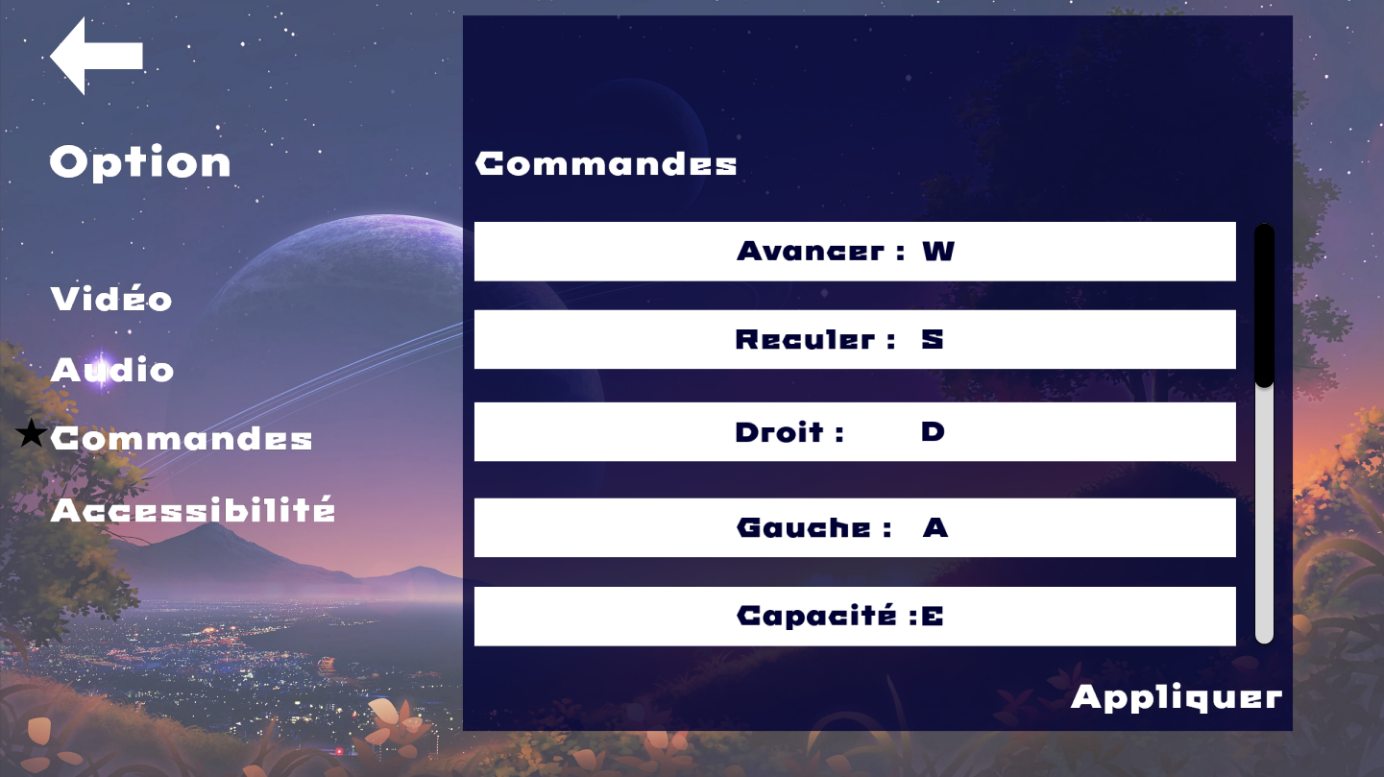 Option
Vidéo
Audio
Commandes
Accessibilité
Commandes
Avancer : W
Reculer : S
Droit : D
Gauche : A
Capacité :E
Appliquer